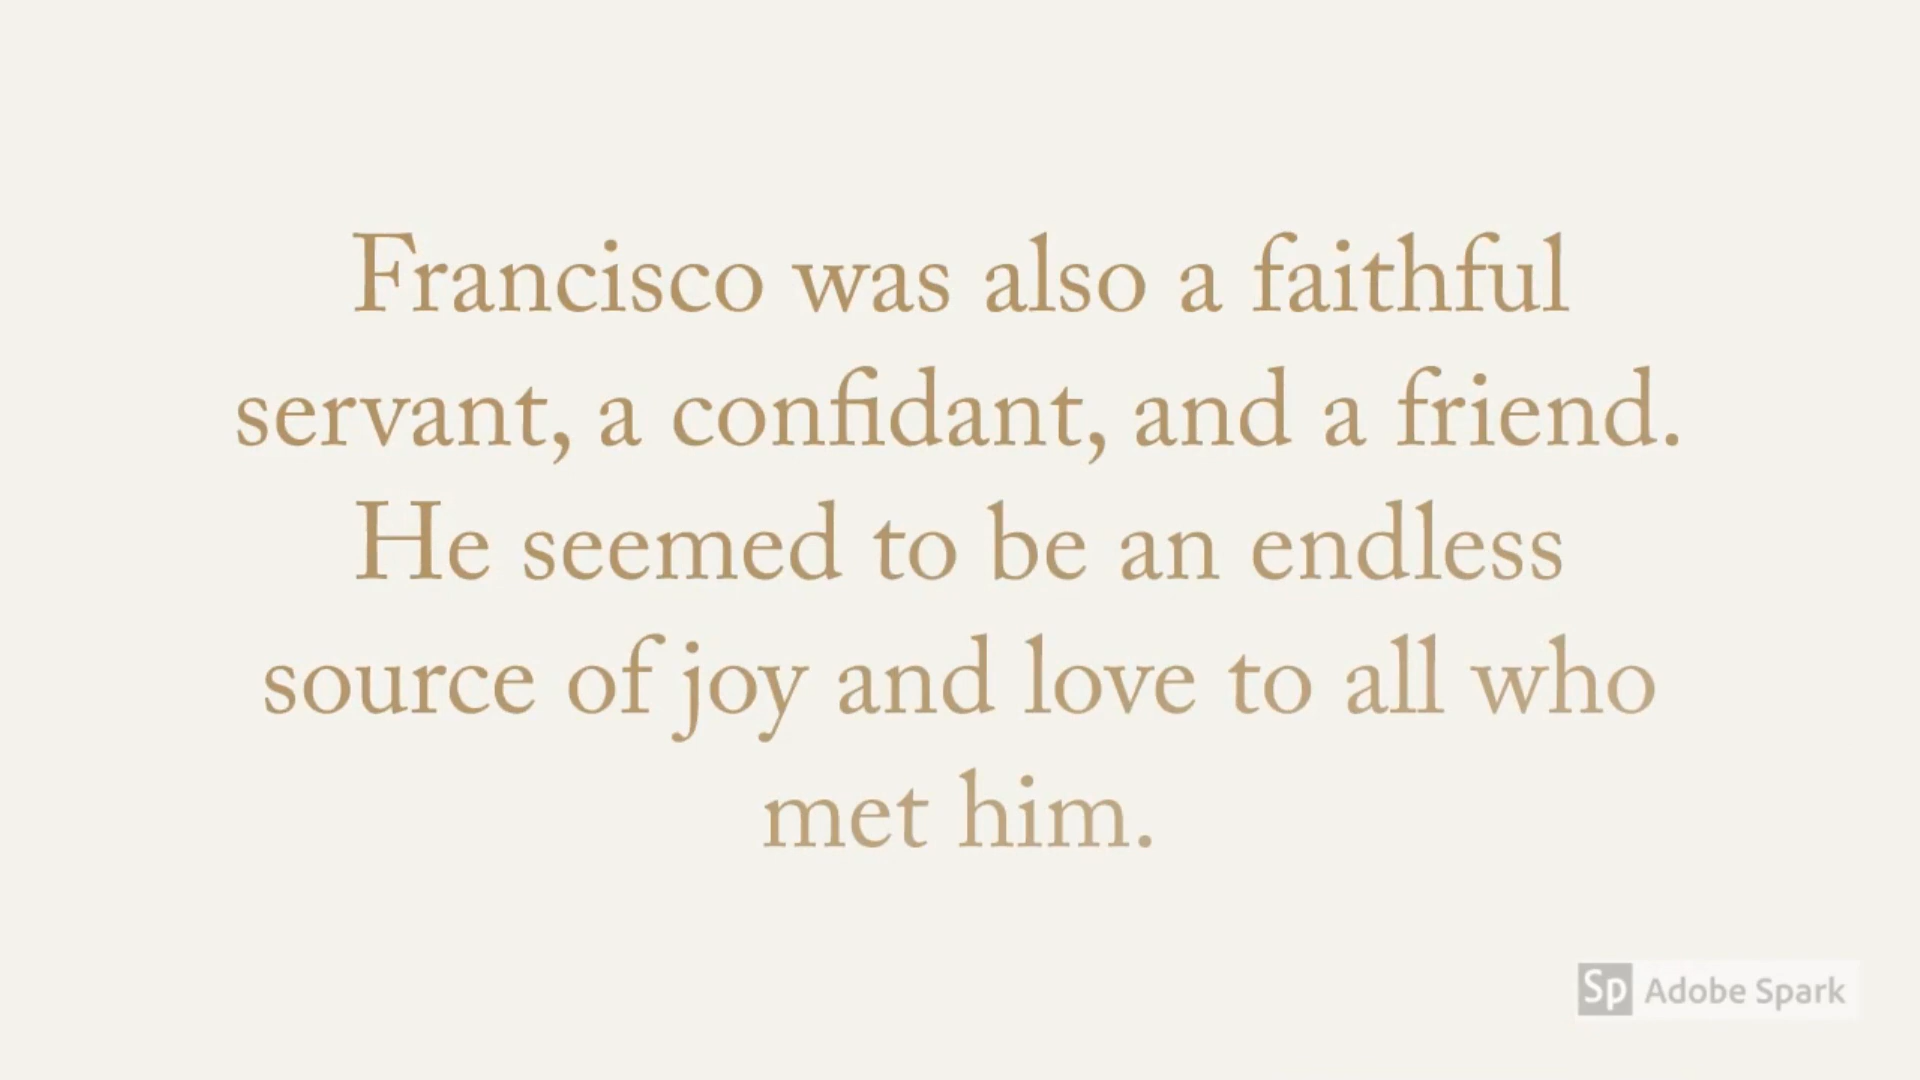 Francisco was also a faithful
servant, a confidant, and a friend.
He seemed to be an endless
source of joy and love to all who
met him.
Sp Adobe Spark